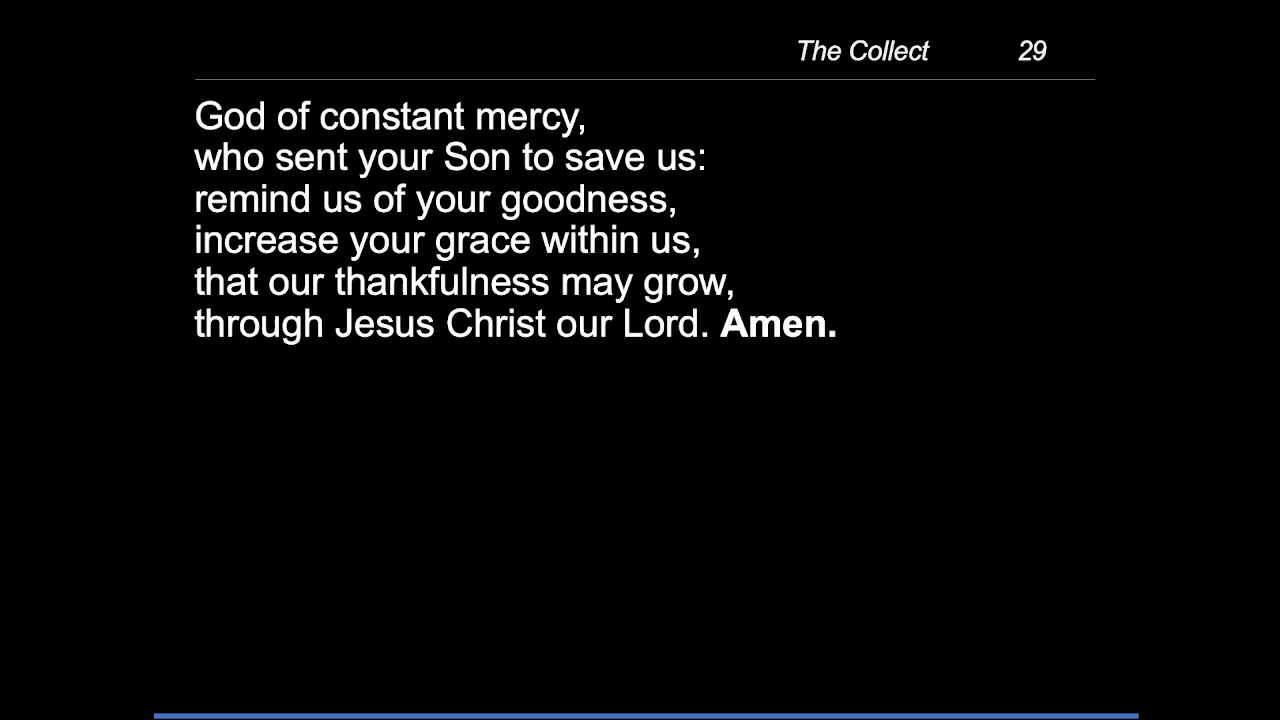 The Collect 29
God of constant mercy,
who sent your Son to save us:
remind us of your goodness,
increase your grace within us,
that our thankfulness may grow,
through Jesus Christ our Lord. Amen.